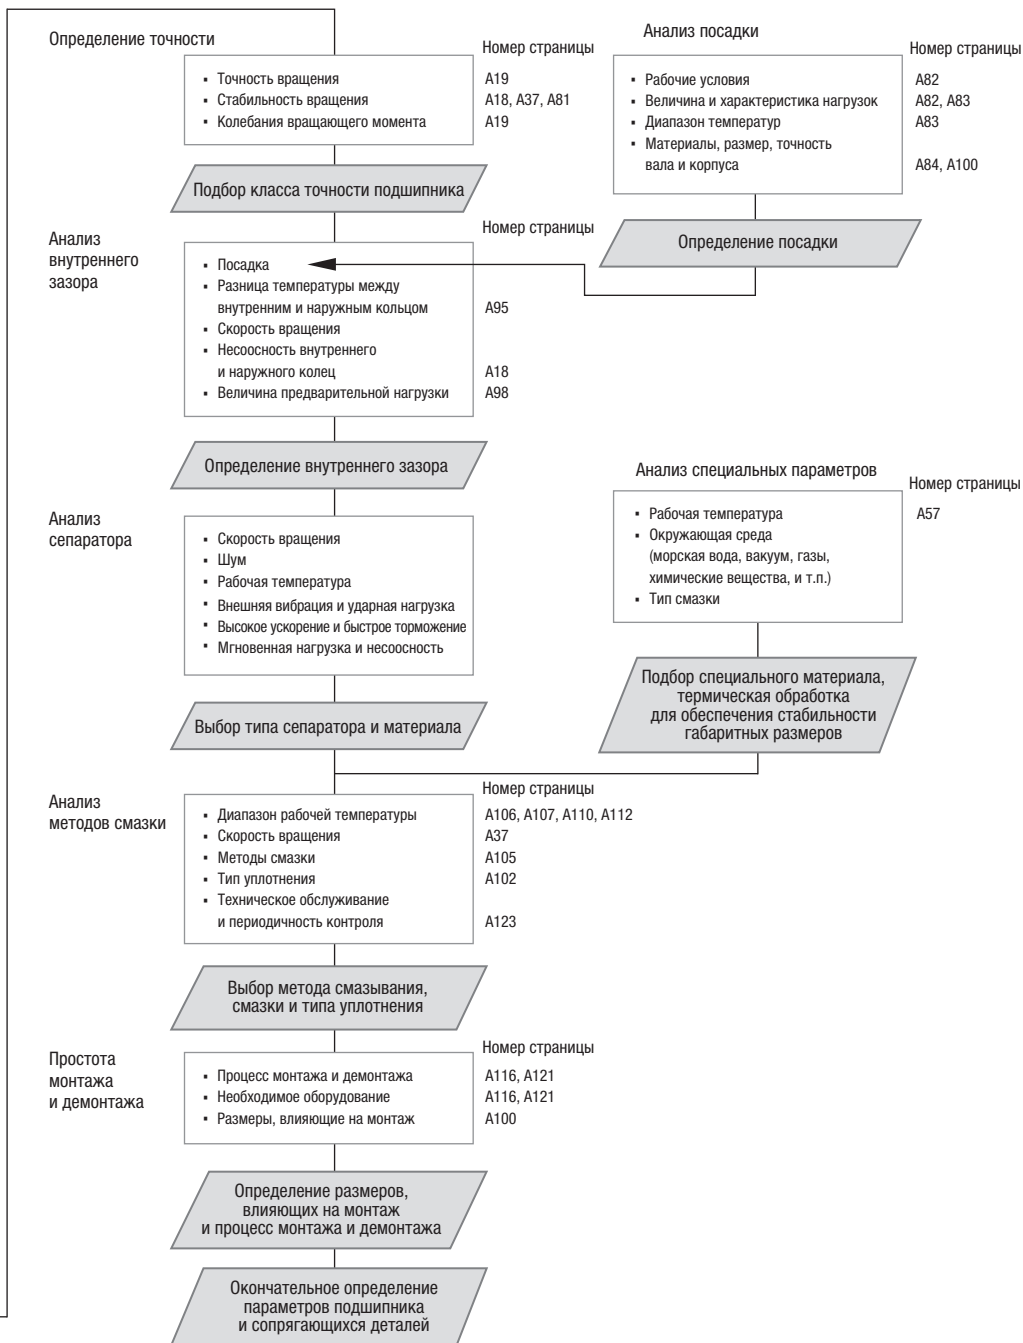 Определение точности
Номер страницы
▪ Точность вращения A19
▪ Стабильность вращения A18, A37, A81
▪ Колебания вращающего момента A19
Подбор класса точности подшипника
Анализ посадки
Номер страницы
▪ Рабочие условия A82
▪ Величина и характеристика нагрузок A82, A83
▪ Диапазон температур A83
▪ Материалы, размер, точность
вала и корпуса A84, A100
Определение посадки
Анализ
внутреннего
зазора
Номер страницы
▪ Посадка
▪ Разница температуры между
внутренним и наружным кольцом A95
▪ Скорость вращения
▪ Несоосность внутреннего
и наружного колец A18
▪ Величина предварительной нагрузки A98
Определение внутреннего зазора
Анализ
сепаратора
▪ Скорость вращения
▪ Шум
▪ Рабочая температура
▪ Внешняя вибрация и ударная нагрузка
▪ Высокое ускорение и быстрое торможение
▪ Мгновенная нагрузка и несоосность
Выбор типа сепаратора и материала
Анализ специальных параметров
Номер страницы
▪ Рабочая температура A57
▪ Окружающая среда
(морская вода, вакуум, газы,
химические вещества, и т.п.)
▪ Тип смазки
Подбор специального материала,
термическая обработка
для обеспечения стабильности
габаритных размеров
Анализ
методов смазки
Номер страницы
▪ Диапазон рабочей температуры A106, A107, A110, A112
▪ Скорость вращения A37
▪ Методы смазки A105
▪ Тип уплотнения A102
▪ Техническое обслуживание
и периодичность контроля A123
Выбор метода смазывания,
смазки и типа уплотнения
Простота
монтажа
и демонтажа
Номер страницы
▪ Процесс монтажа и демонтажа A116, A121
▪ Необходимое оборудование A116, A121
▪ Размеры, влияющие на монтаж A100
Определение размеров,
влияющих на монтаж
и процесс монтажа и демонтажа
Окончательное определение
параметров подшипника
и сопрягающихся деталей